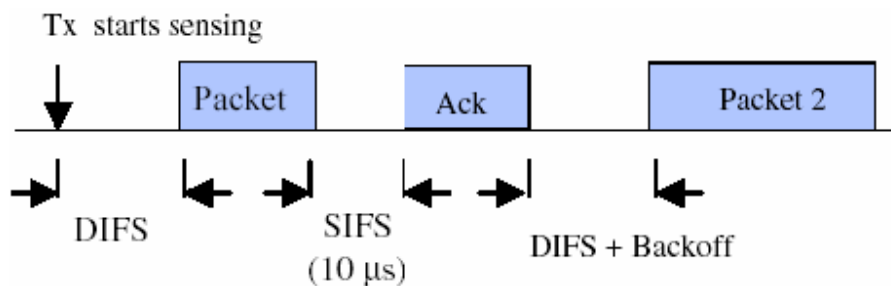 Tx starts sensing
Packet
Ack
Packet 2
DIFS
SIFS
(10 μs)
DIFS + Backoff